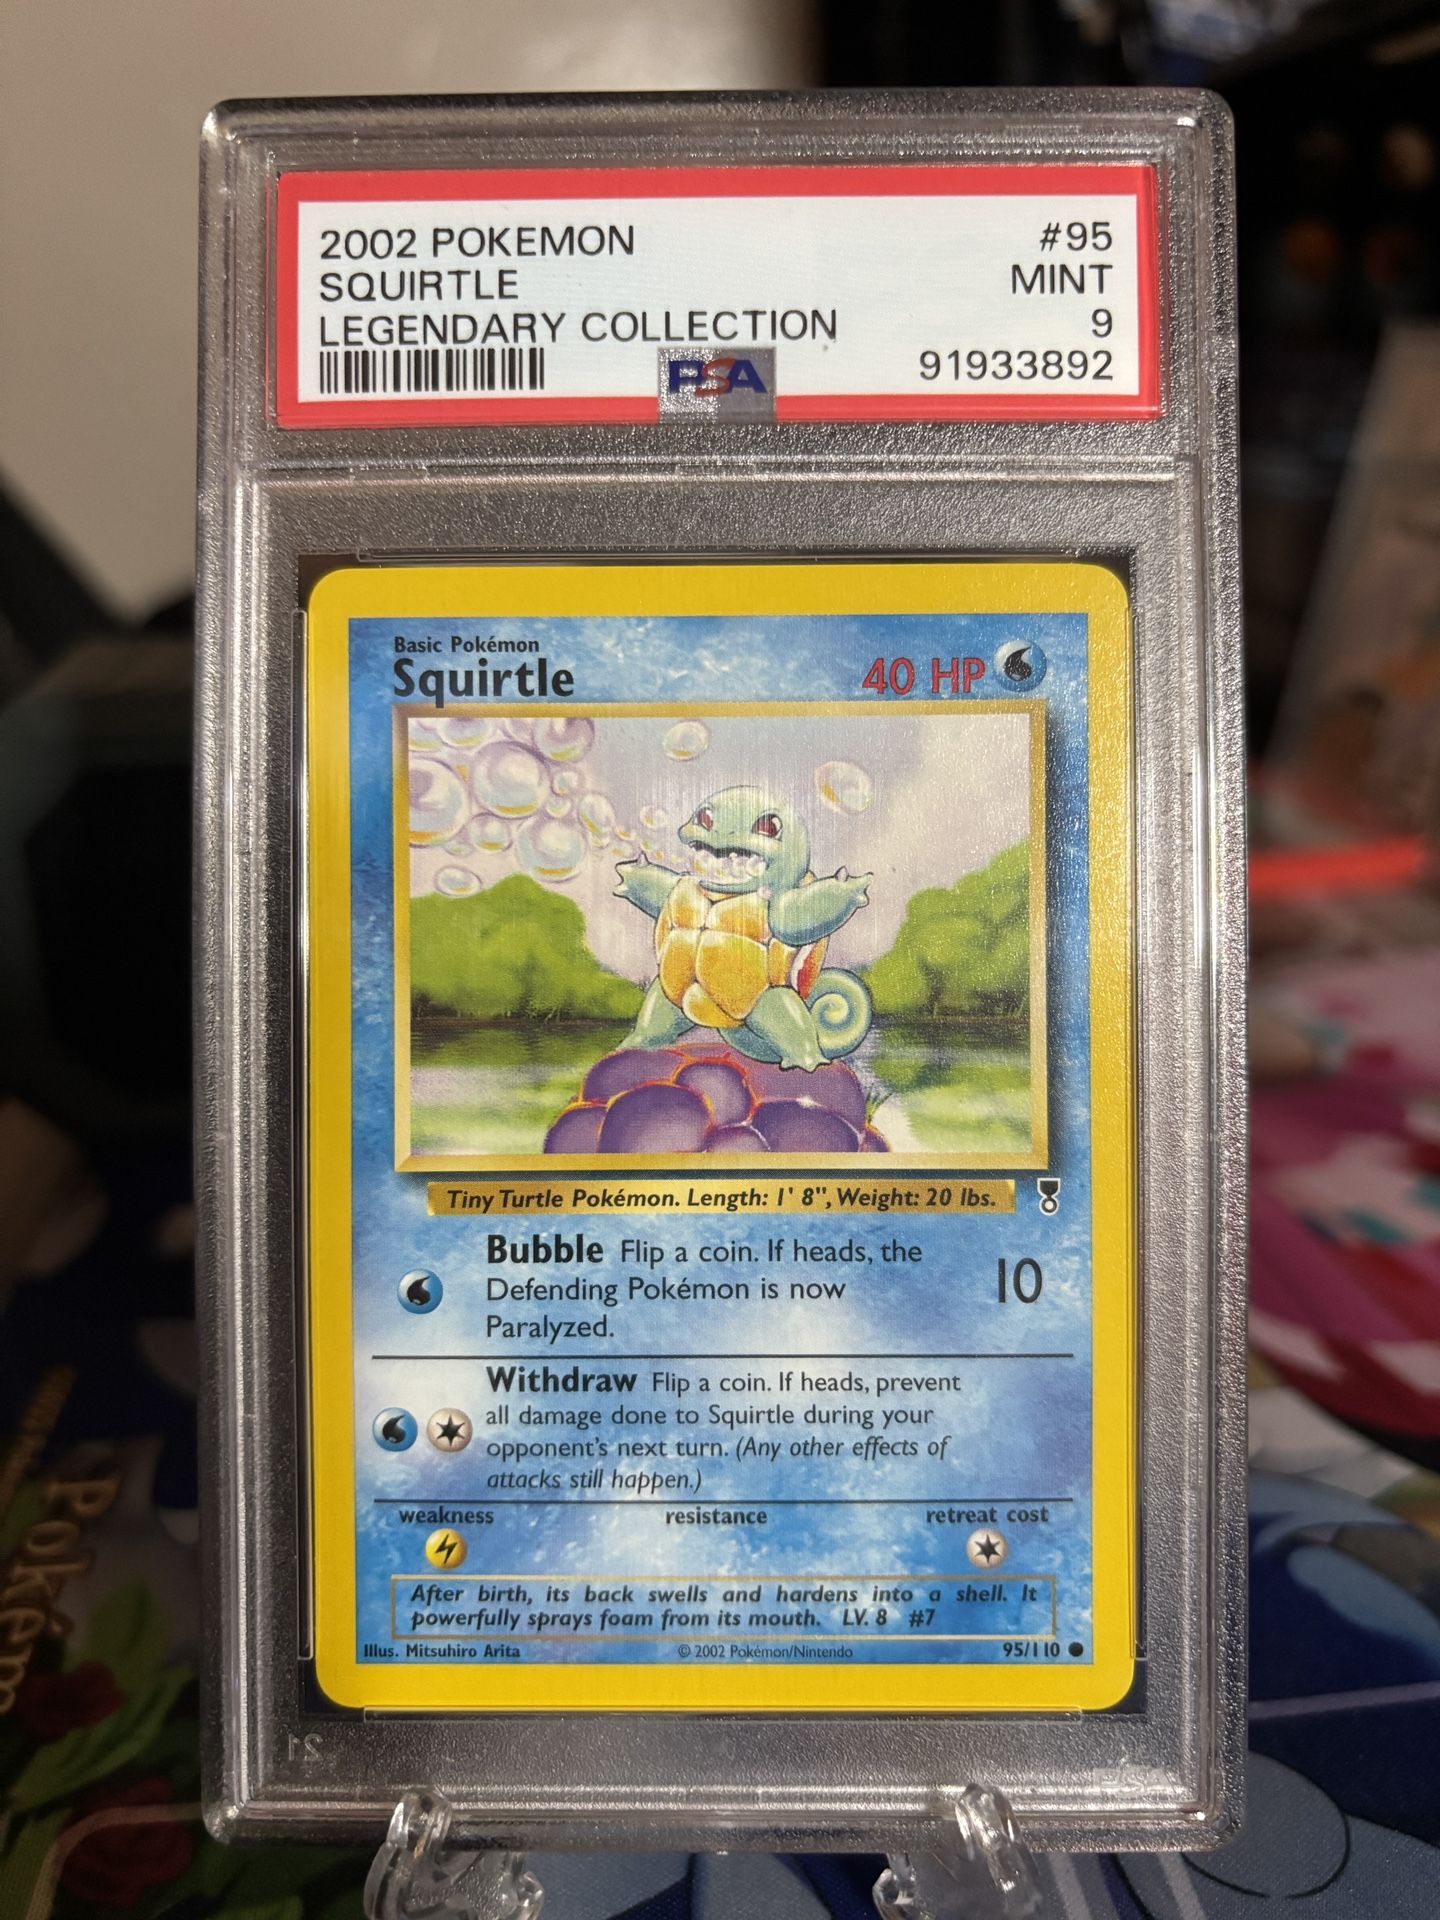 2002 POKEMON #95
SQUIRTLE MINT
LEGENDARY COLLECTION 9
PSA 91933892
Basic Pokémon
Squirtle 40 HP
Tiny Turtle Pokémon. Length: 1' 8", Weight: 20 lbs.
Bubble Flip a coin. If heads, the
Defending Pokémon is now
Paralyzed.
10
Withdraw Flip a coin. If heads, prevent
all damage done to Squirtle during your
opponent's next turn. (Any other effects of
attacks still happen.)
weakness resistance retreat cost
After birth, its back swells and hardens into a shell. It
powerfully sprays foam from its mouth. LV. 8 #7
Illus. Mitsuhiro Arita © 2002 Pokémon/Nintendo 95/110
21
Pokémon